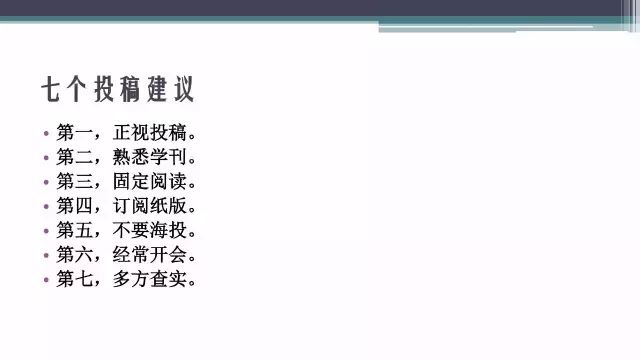 七个投稿建议
• 第一，正视投稿。
• 第二，熟悉学刊。
• 第三，固定阅读。
• 第四，订阅纸版。
• 第五，不要海投。
• 第六，经常开会。
• 第七，多方查实。